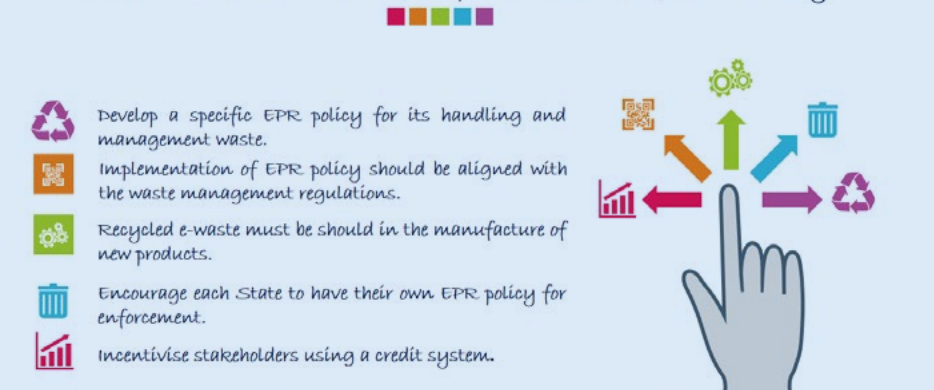 Develop a specific EPR policy for its handling and
management waste.
Implementation of EPR policy should be aligned with
the waste management regulations.
Recycled e-waste must be should in the manufacture of
new products.
Encourage each State to have their own EPR policy for
enforcement.
Incentivise stakeholders using a credit system.